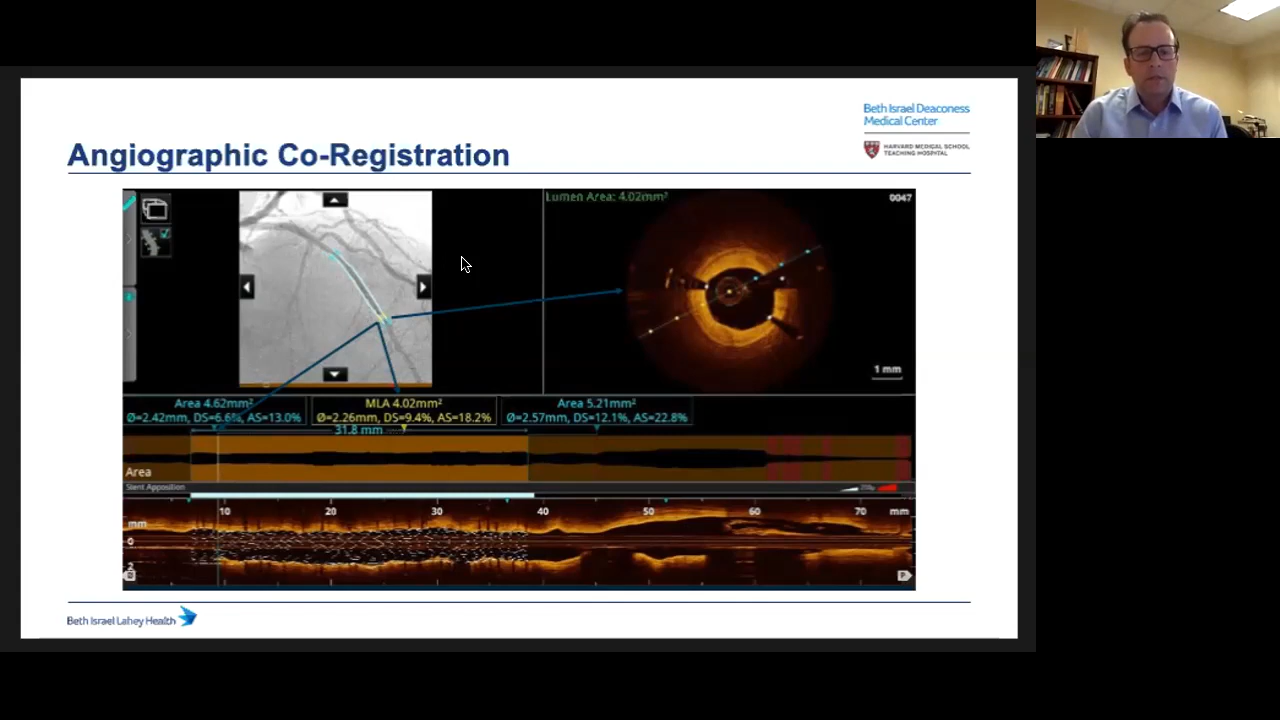 Beth Israel Deaconess
Medical Center
HARVARD MEDICAL SCHOOL
TEACHING HOSPITAL
Angiographic Co-Registration
Lumen Area: 4.02mm²
0047
1 mm
Area 4.62mm²
Ø=2.42mm, DS=6.6%, AS=13.0%
MLA 4.02mm²
Ø=2.26mm, DS=9.4%, AS=18.2%
Area 5.21mm²
Ø=2.57mm, DS=12.1%, AS=22.8%
31.8 mm
Area
Stent Apposition
10 20 30 40 50 60 70 mm
mm
0
2
P
Beth Israel Lahey Health